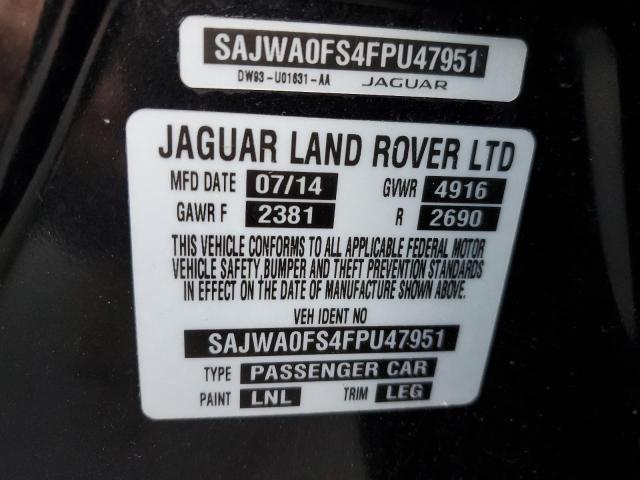 SAJWA0FS4FPU47951
DW93-U01631-AA JAGUAR
JAGUAR LAND ROVER LTD
MFD DATE 07/14 GVWR 4916
GAWR F 2381 R 2690
THIS VEHICLE CONFORMS TO ALL APPLICABLE FEDERAL MOTOR
VEHICLE SAFETY,BUMPER AND THEFT PREVENTION STANDARDS
IN EFFECT ON THE DATE OF MANUFACTURE SHOWN ABOVE.
VEH IDENT NO
SAJWA0FS4FPU47951
TYPE PASSENGER CAR
PAINT LNL TRIM LEG